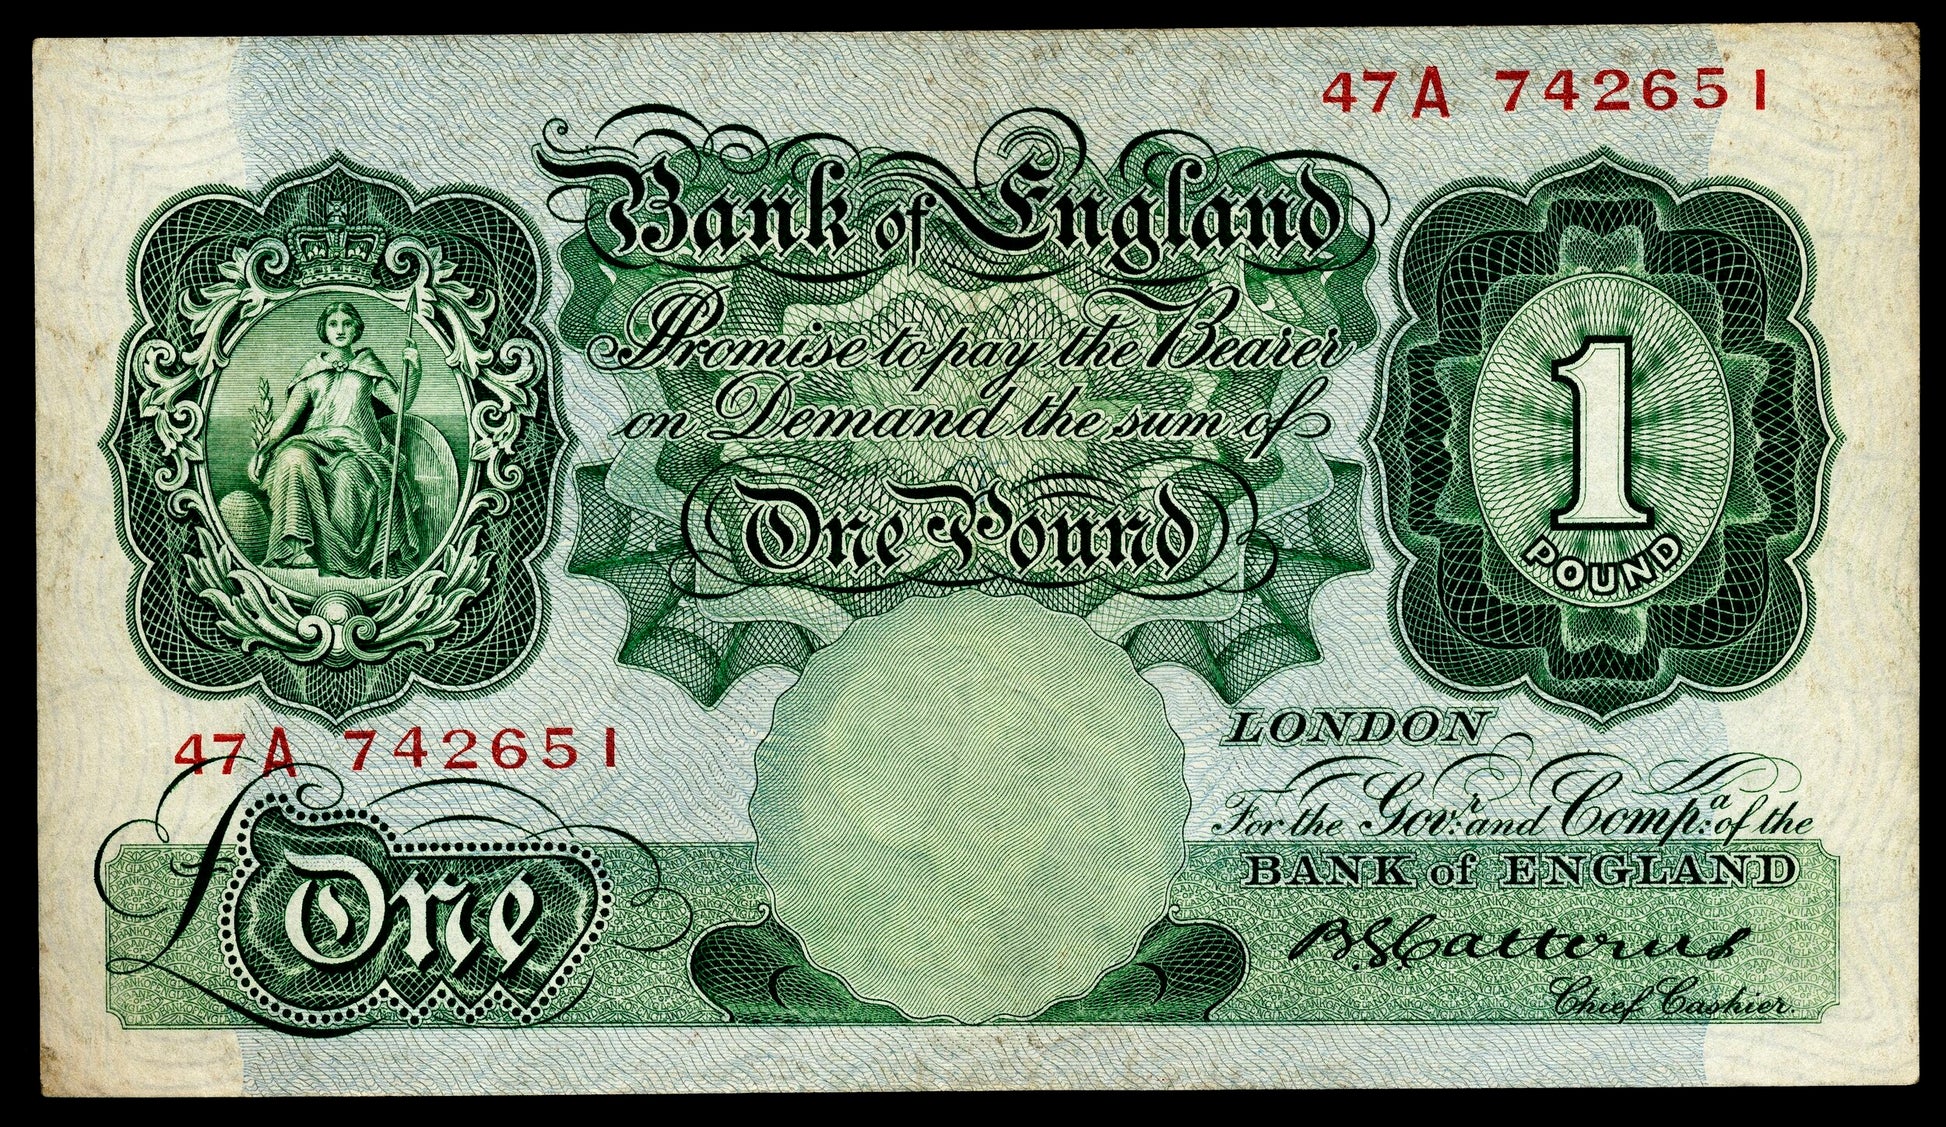 47A 742651
Bank of England
Promise to pay the Bearer
on Demand the sum of
One Pound
1
POUND
47A 742651
LONDON
For the Govr: and Compa: of the
BANK of ENGLAND
£One
B.G. Catterns
Chief Cashier.